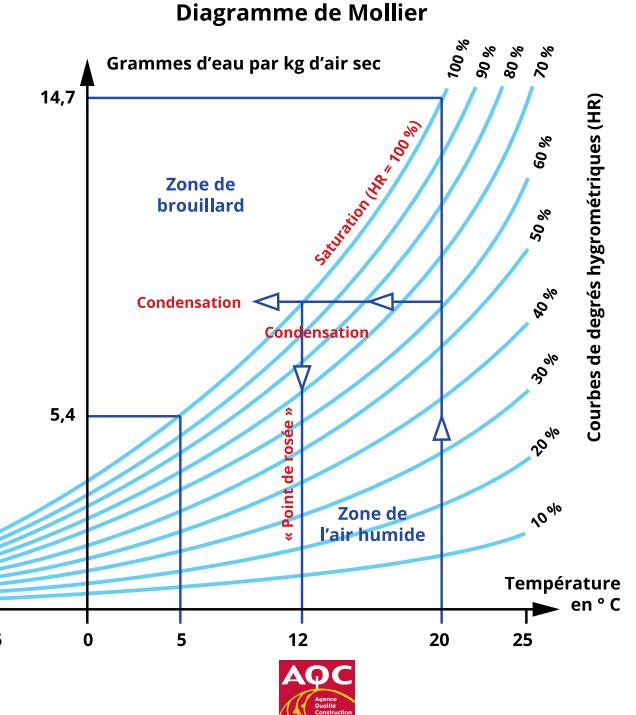 Diagramme de Mollier
Grammes d'eau par kg d'air sec
100 %
90 %
80 %
70 %
60 %
50 %
40 %
30 %
20 %
10 %
Courbes de degrés hygrométriques (HR)
14,7
Zone de
brouillard
Saturation (HR = 100 %)
Condensation
Condensation
5,4
« Point de rosée »
Zone de
l'air humide
Température
en ° C
0
5
12
20
25
AQC
Agence
Qualité
Construction